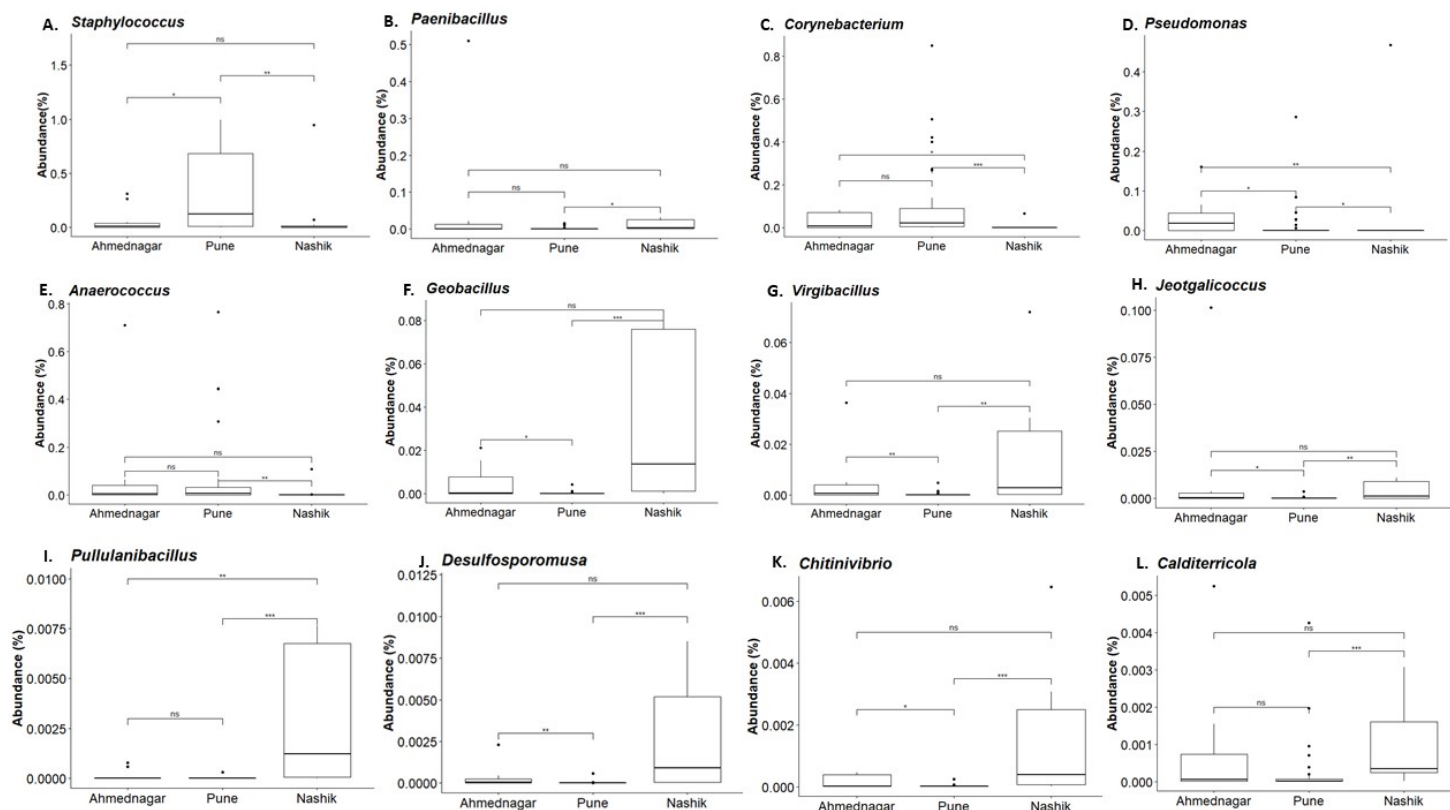 A. Staphylococcus
Abundance(%)
1.5
1.0
0.5
0.0
ns
**
*
Ahmednagar Pune Nashik
B. Paenibacillus
Abundance (%)
0.5
0.4
0.3
0.2
0.1
0.0
ns
ns
*
Ahmednagar Pune Nashik
C. Corynebacterium
Abundance (%)
0.8
0.6
0.4
0.2
0.0
*
***
ns
Ahmednagar Pune Nashik
D. Pseudomonas
Abundance (%)
0.4
0.3
0.2
0.1
0.0
**
*
*
Ahmednagar Pune Nashik
E. Anaerococcus
Abundance (%)
0.8
0.6
0.4
0.2
0.0
ns
ns
**
Ahmednagar Pune Nashik
F. Geobacillus
Abundance (%)
0.08
0.06
0.04
0.02
0.00
ns
***
*
Ahmednagar Pune Nashik
G. Virgibacillus
Abundance (%)
0.06
0.04
0.02
0.00
ns
**
**
Ahmednagar Pune Nashik
H. Jeotgalicoccus
Abundance (%)
0.100
0.075
0.050
0.025
0.000
ns
**
*
Ahmednagar Pune Nashik
I. Pullulanibacillus
Abundance (%)
0.0100
0.0075
0.0050
0.0025
0.0000
**
***
ns
Ahmednagar Pune Nashik
J. Desulfosporomusa
Abundance (%)
0.0125
0.0100
0.0075
0.0050
0.0025
0.0000
ns
***
**
Ahmednagar Pune Nashik
K. Chitinivibrio
Abundance (%)
0.006
0.004
0.002
0.000
ns
***
*
Ahmednagar Pune Nashik
L. Calditerricola
Abundance (%)
0.005
0.004
0.003
0.002
0.001
0.000
ns
***
ns
Ahmednagar Pune Nashik